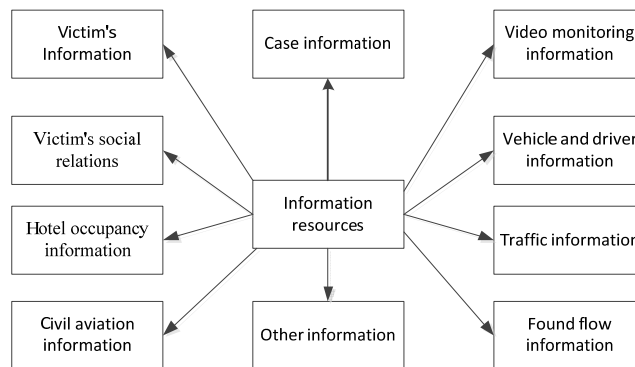 Victim's
Information
Case information
Video monitoring
information
Victim's social
relations
Vehicle and driver
information
Information
resources
Hotel occupancy
information
Traffic information
Civil aviation
information
Other information
Found flow
information